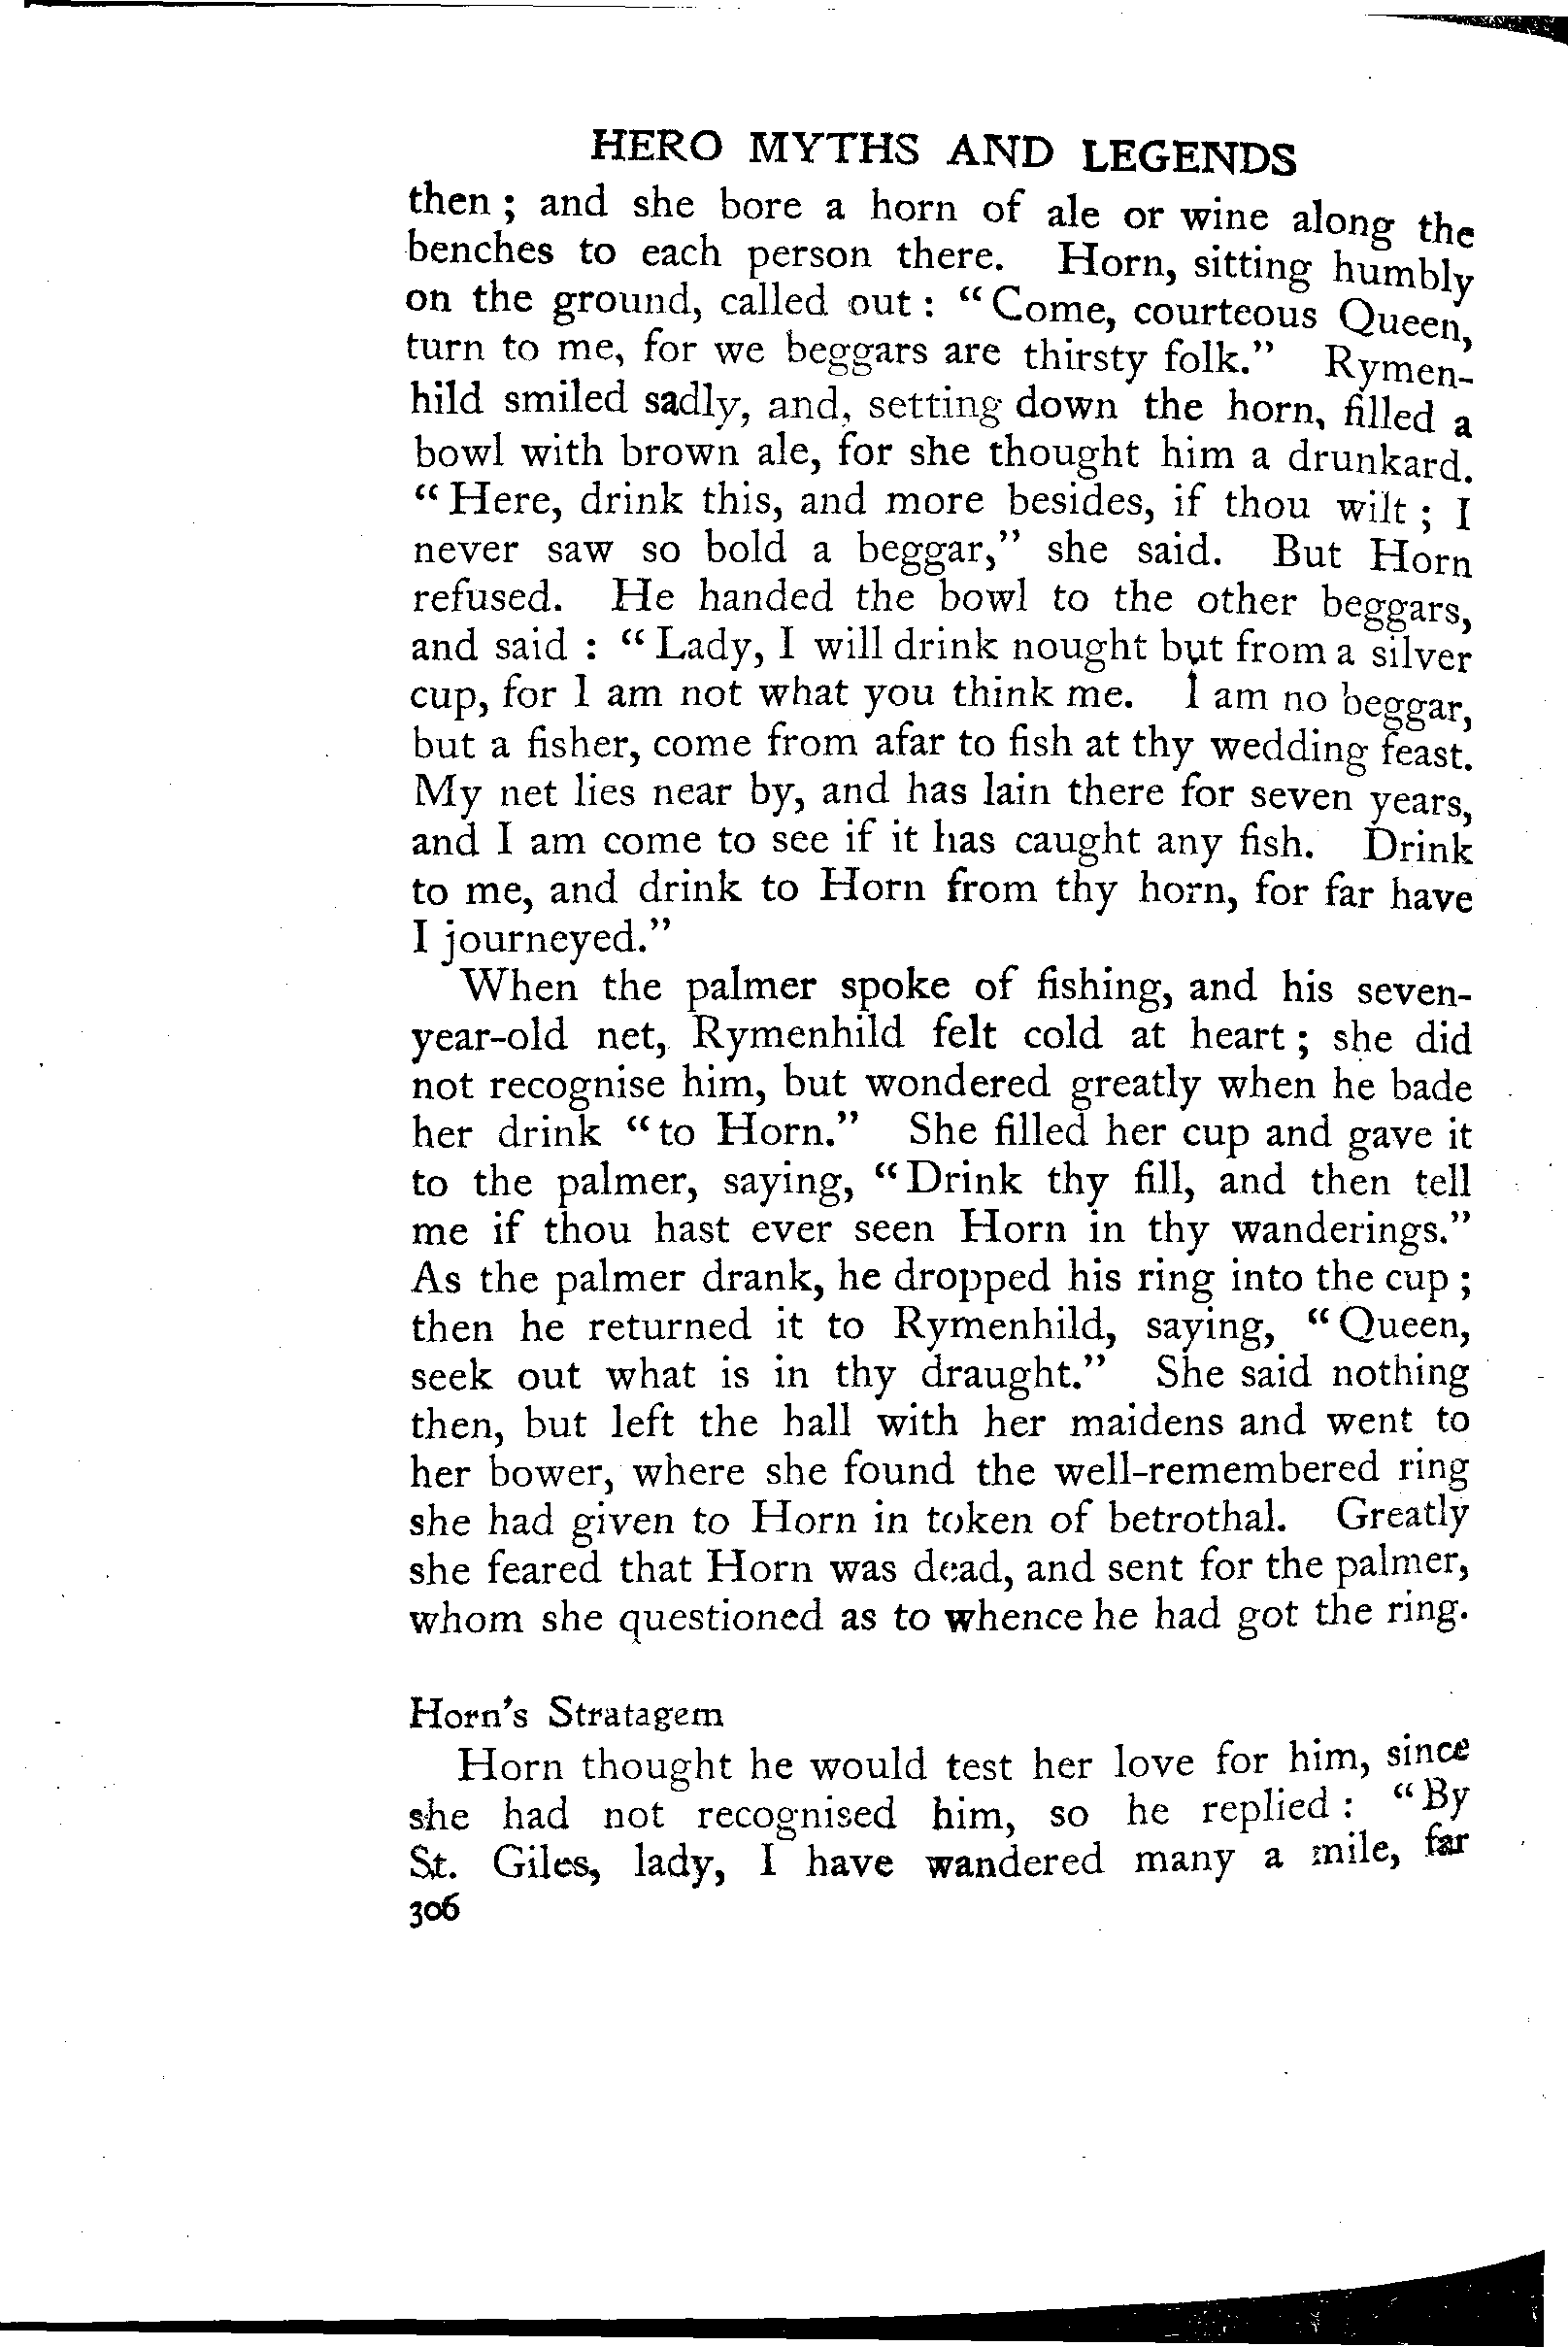 HERO MYTHS AND LEGENDS
then ; and she bore a horn of ale or wine along the
benches to each person there. Horn, sitting humbly
on the ground, called out : “Come, courteous Queen,
turn to me, for we beggars are thirsty folk.” Rymen-
hild smiled sadly, and, setting down the horn, filled a
bowl with brown ale, for she thought him a drunkard.
“Here, drink this, and more besides, if thou wilt ; I
never saw so bold a beggar,” she said. But Horn
refused. He handed the bowl to the other beggars,
and said : “Lady, I will drink nought but from a silver
cup, for I am not what you think me. I am no beggar,
but a fisher, come from afar to fish at thy wedding feast.
My net lies near by, and has lain there for seven years,
and I am come to see if it has caught any fish. Drink
to me, and drink to Horn from thy horn, for far have
I journeyed.”
When the palmer spoke of fishing, and his seven-
year-old net, Rymenhild felt cold at heart ; she did
not recognise him, but wondered greatly when he bade
her drink “to Horn.” She filled her cup and gave it
to the palmer, saying, “Drink thy fill, and then tell
me if thou hast ever seen Horn in thy wanderings.”
As the palmer drank, he dropped his ring into the cup ;
then he returned it to Rymenhild, saying, “Queen,
seek out what is in thy draught.” She said nothing
then, but left the hall with her maidens and went to
her bower, where she found the well-remembered ring
she had given to Horn in token of betrothal. Greatly
she feared that Horn was dead, and sent for the palmer,
whom she questioned as to whence he had got the ring.
Horn’s Stratagem
Horn thought he would test her love for him, since
she had not recognised him, so he replied : “By
St. Giles, lady, I have wandered many a mile, far
306